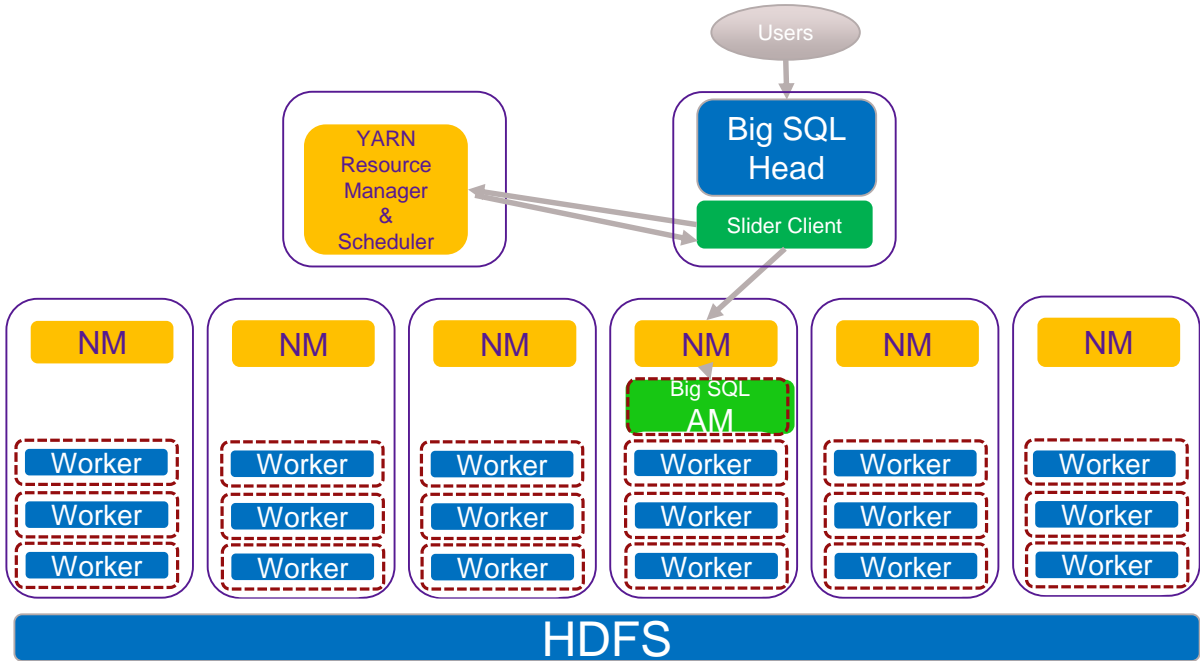 Users
Big SQL
Head
YARN
Resource
Manager
&
Scheduler
Slider Client
NM NM NM NM NM NM
Big SQL
AM
Worker Worker Worker Worker Worker Worker
Worker Worker Worker Worker Worker Worker
Worker Worker Worker Worker Worker Worker
HDFS